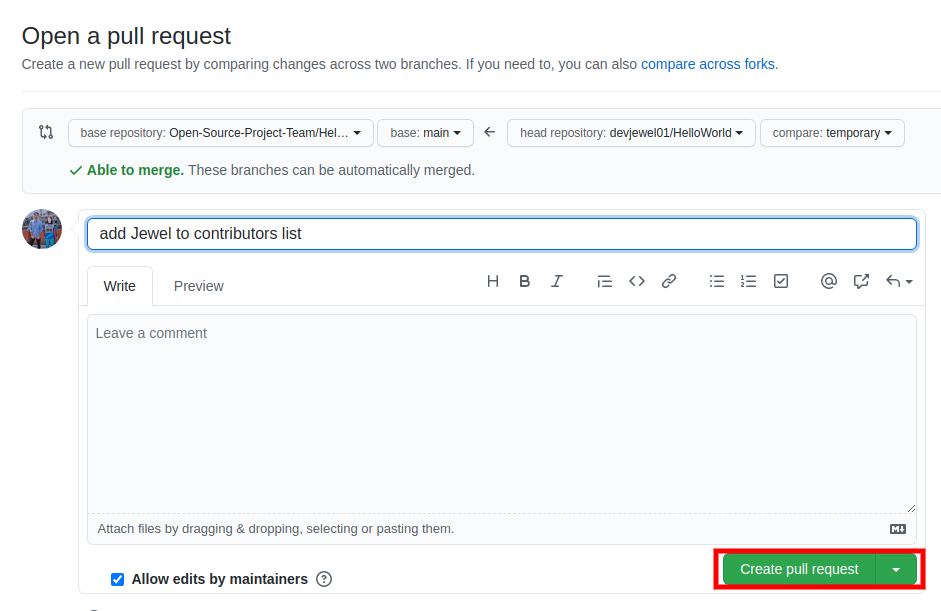 Open a pull request
Create a new pull request by comparing changes across two branches. If you need to, you can also compare across forks.
base repository: Open-Source-Project-Team/Hel... base: main head repository: devjewel01/HelloWorld compare: temporary
Able to merge. These branches can be automatically merged.
add Jewel to contributors list
Write Preview
Leave a comment
Attach files by dragging & dropping, selecting or pasting them.
Allow edits by maintainers
Create pull request